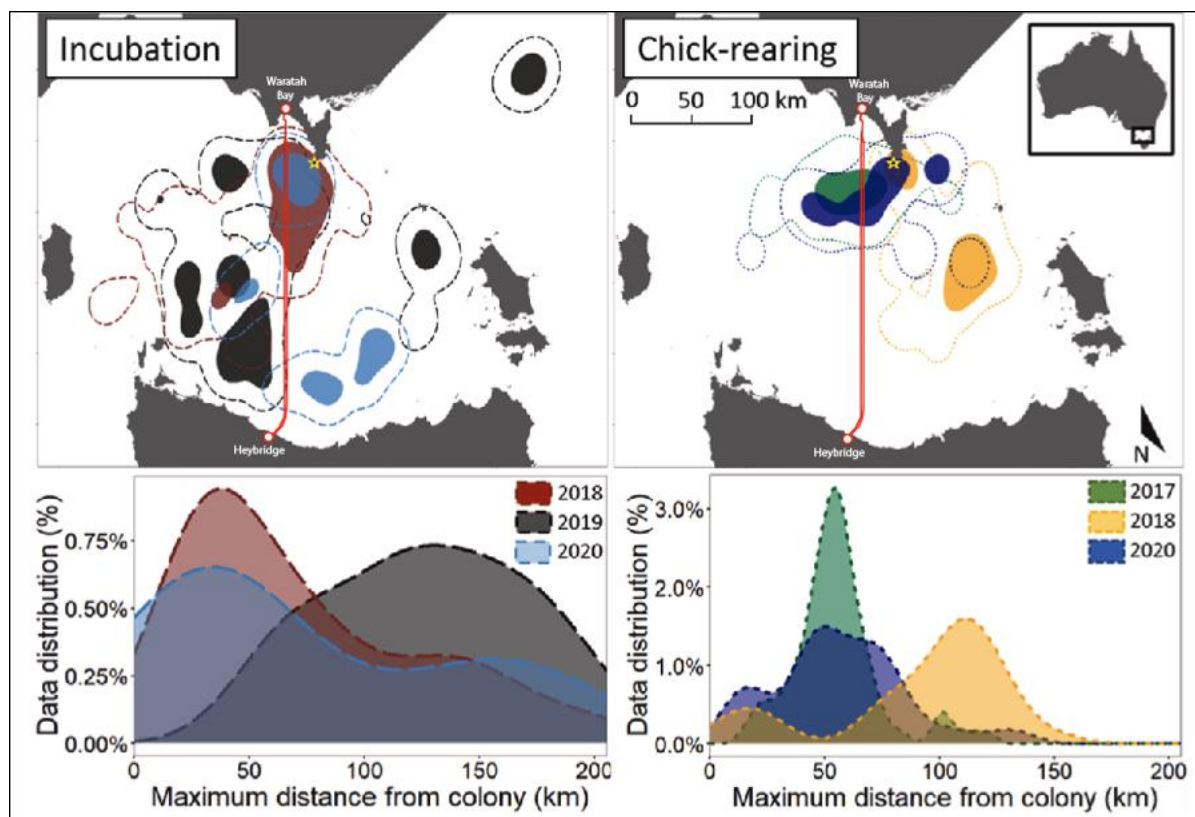 Incubation
Waratah
Bay
Heybridge
Chick-rearing
0 50 100 km
Waratah
Bay
Heybridge
N
Data distribution (%)
0.75%
0.50%
0.25%
0.00%
2018
2019
2020
0 50 100 150 200
Maximum distance from colony (km)
Data distribution (%)
3.0%
2.0%
1.0%
0.0%
2017
2018
2020
0 50 100 150 200
Maximum distance from colony (km)